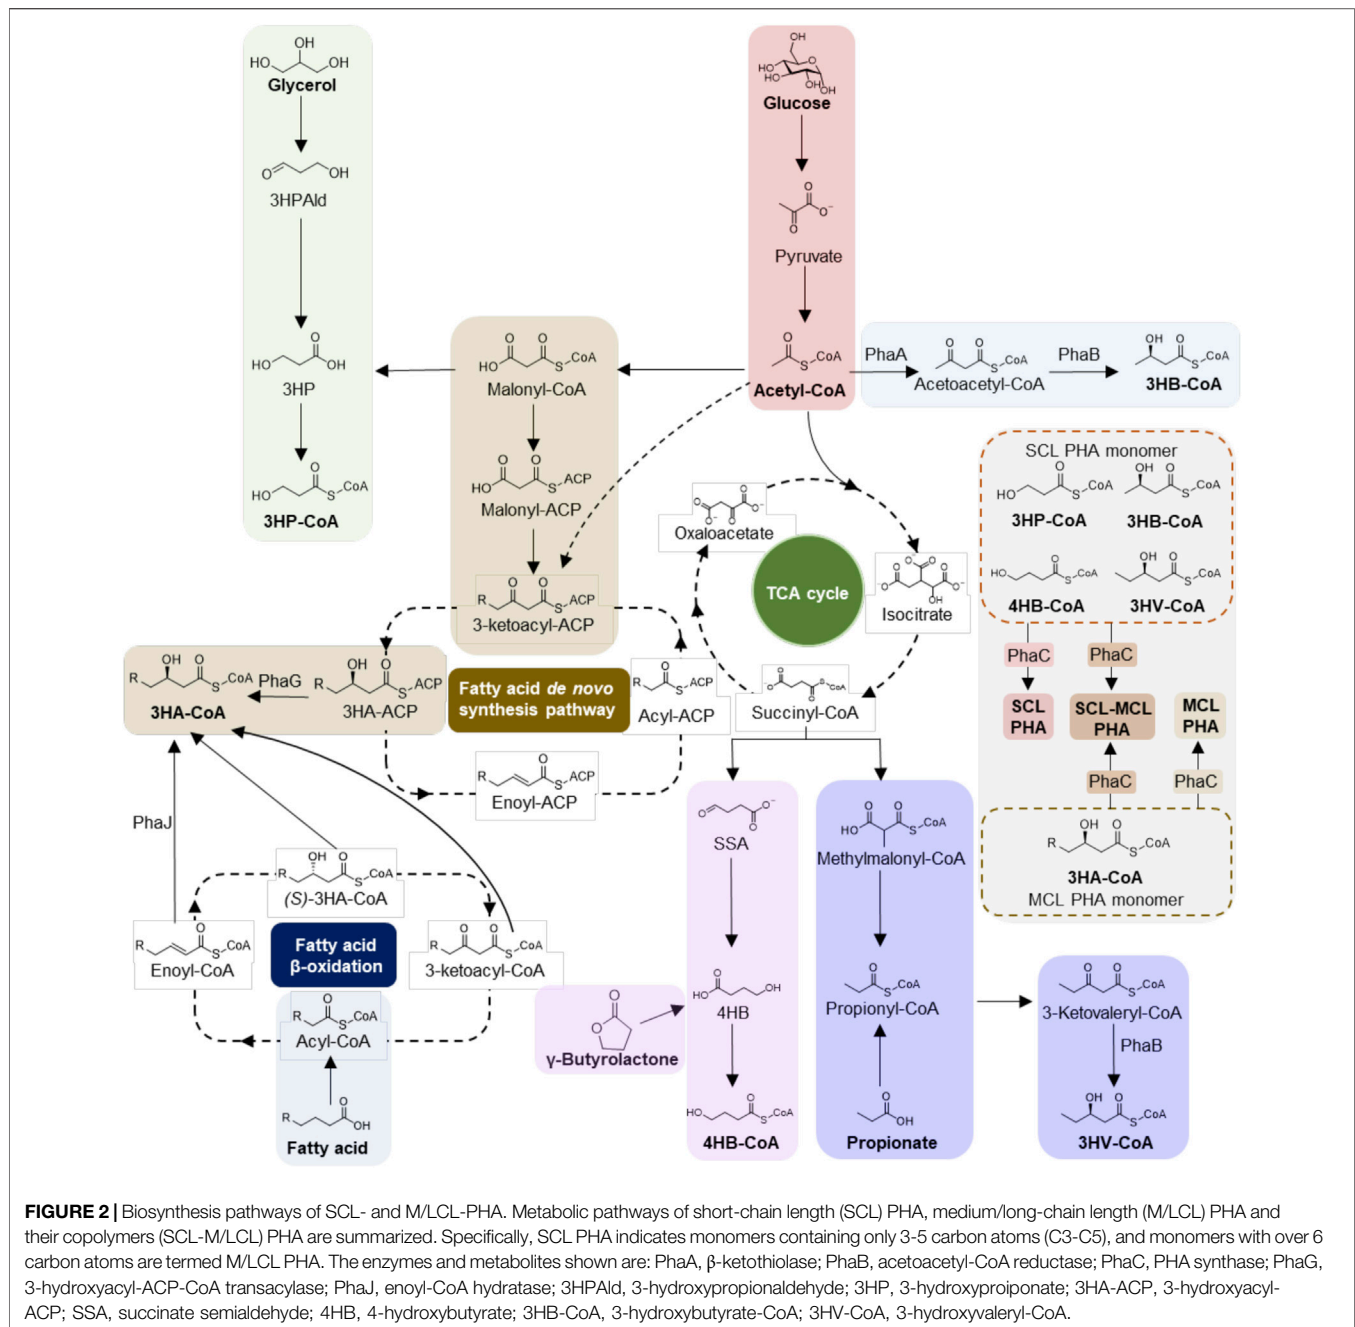 Glycerol
3HPAld
3HP
3HP-CoA
Glucose
Pyruvate
Acetyl-CoA
PhaA
Acetoacetyl-CoA
PhaB
3HB-CoA
Malonyl-CoA
Malonyl-ACP
3-ketoacyl-ACP
Oxaloacetate
TCA cycle
Isocitrate
Succinyl-CoA
SCL PHA monomer
3HP-CoA
3HB-CoA
4HB-CoA
3HV-CoA
PhaC
PhaC
SCL
PHA
SCL-MCL
PHA
MCL
PHA
PhaC
PhaC
3HA-CoA
MCL PHA monomer
3HA-CoA
PhaG
3HA-ACP
Fatty acid de novo
synthesis pathway
Acyl-ACP
Enoyl-ACP
PhaJ
(S)-3HA-CoA
Enoyl-CoA
Fatty acid
β-oxidation
3-ketoacyl-CoA
Acyl-CoA
Fatty acid
SSA
4HB
γ-Butyrolactone
4HB-CoA
Methylmalonyl-CoA
Propionyl-CoA
Propionate
3-Ketovaleryl-CoA
PhaB
3HV-CoA
FIGURE 2 | Biosynthesis pathways of SCL- and M/LCL-PHA. Metabolic pathways of short-chain length (SCL) PHA, medium/long-chain length (M/LCL) PHA and
their copolymers (SCL-M/LCL) PHA are summarized. Specifically, SCL PHA indicates monomers containing only 3-5 carbon atoms (C3-C5), and monomers with over 6
carbon atoms are termed M/LCL PHA. The enzymes and metabolites shown are: PhaA, β-ketothiolase; PhaB, acetoacetyl-CoA reductase; PhaC, PHA synthase; PhaG,
3-hydroxyacyl-ACP-CoA transacylase; PhaJ, enoyl-CoA hydratase; 3HPAld, 3-hydroxypropionaldehyde; 3HP, 3-hydroxyproiponate; 3HA-ACP, 3-hydroxyacyl-
ACP; SSA, succinate semialdehyde; 4HB, 4-hydroxybutyrate; 3HB-CoA, 3-hydroxybutyrate-CoA; 3HV-CoA, 3-hydroxyvaleryl-CoA.